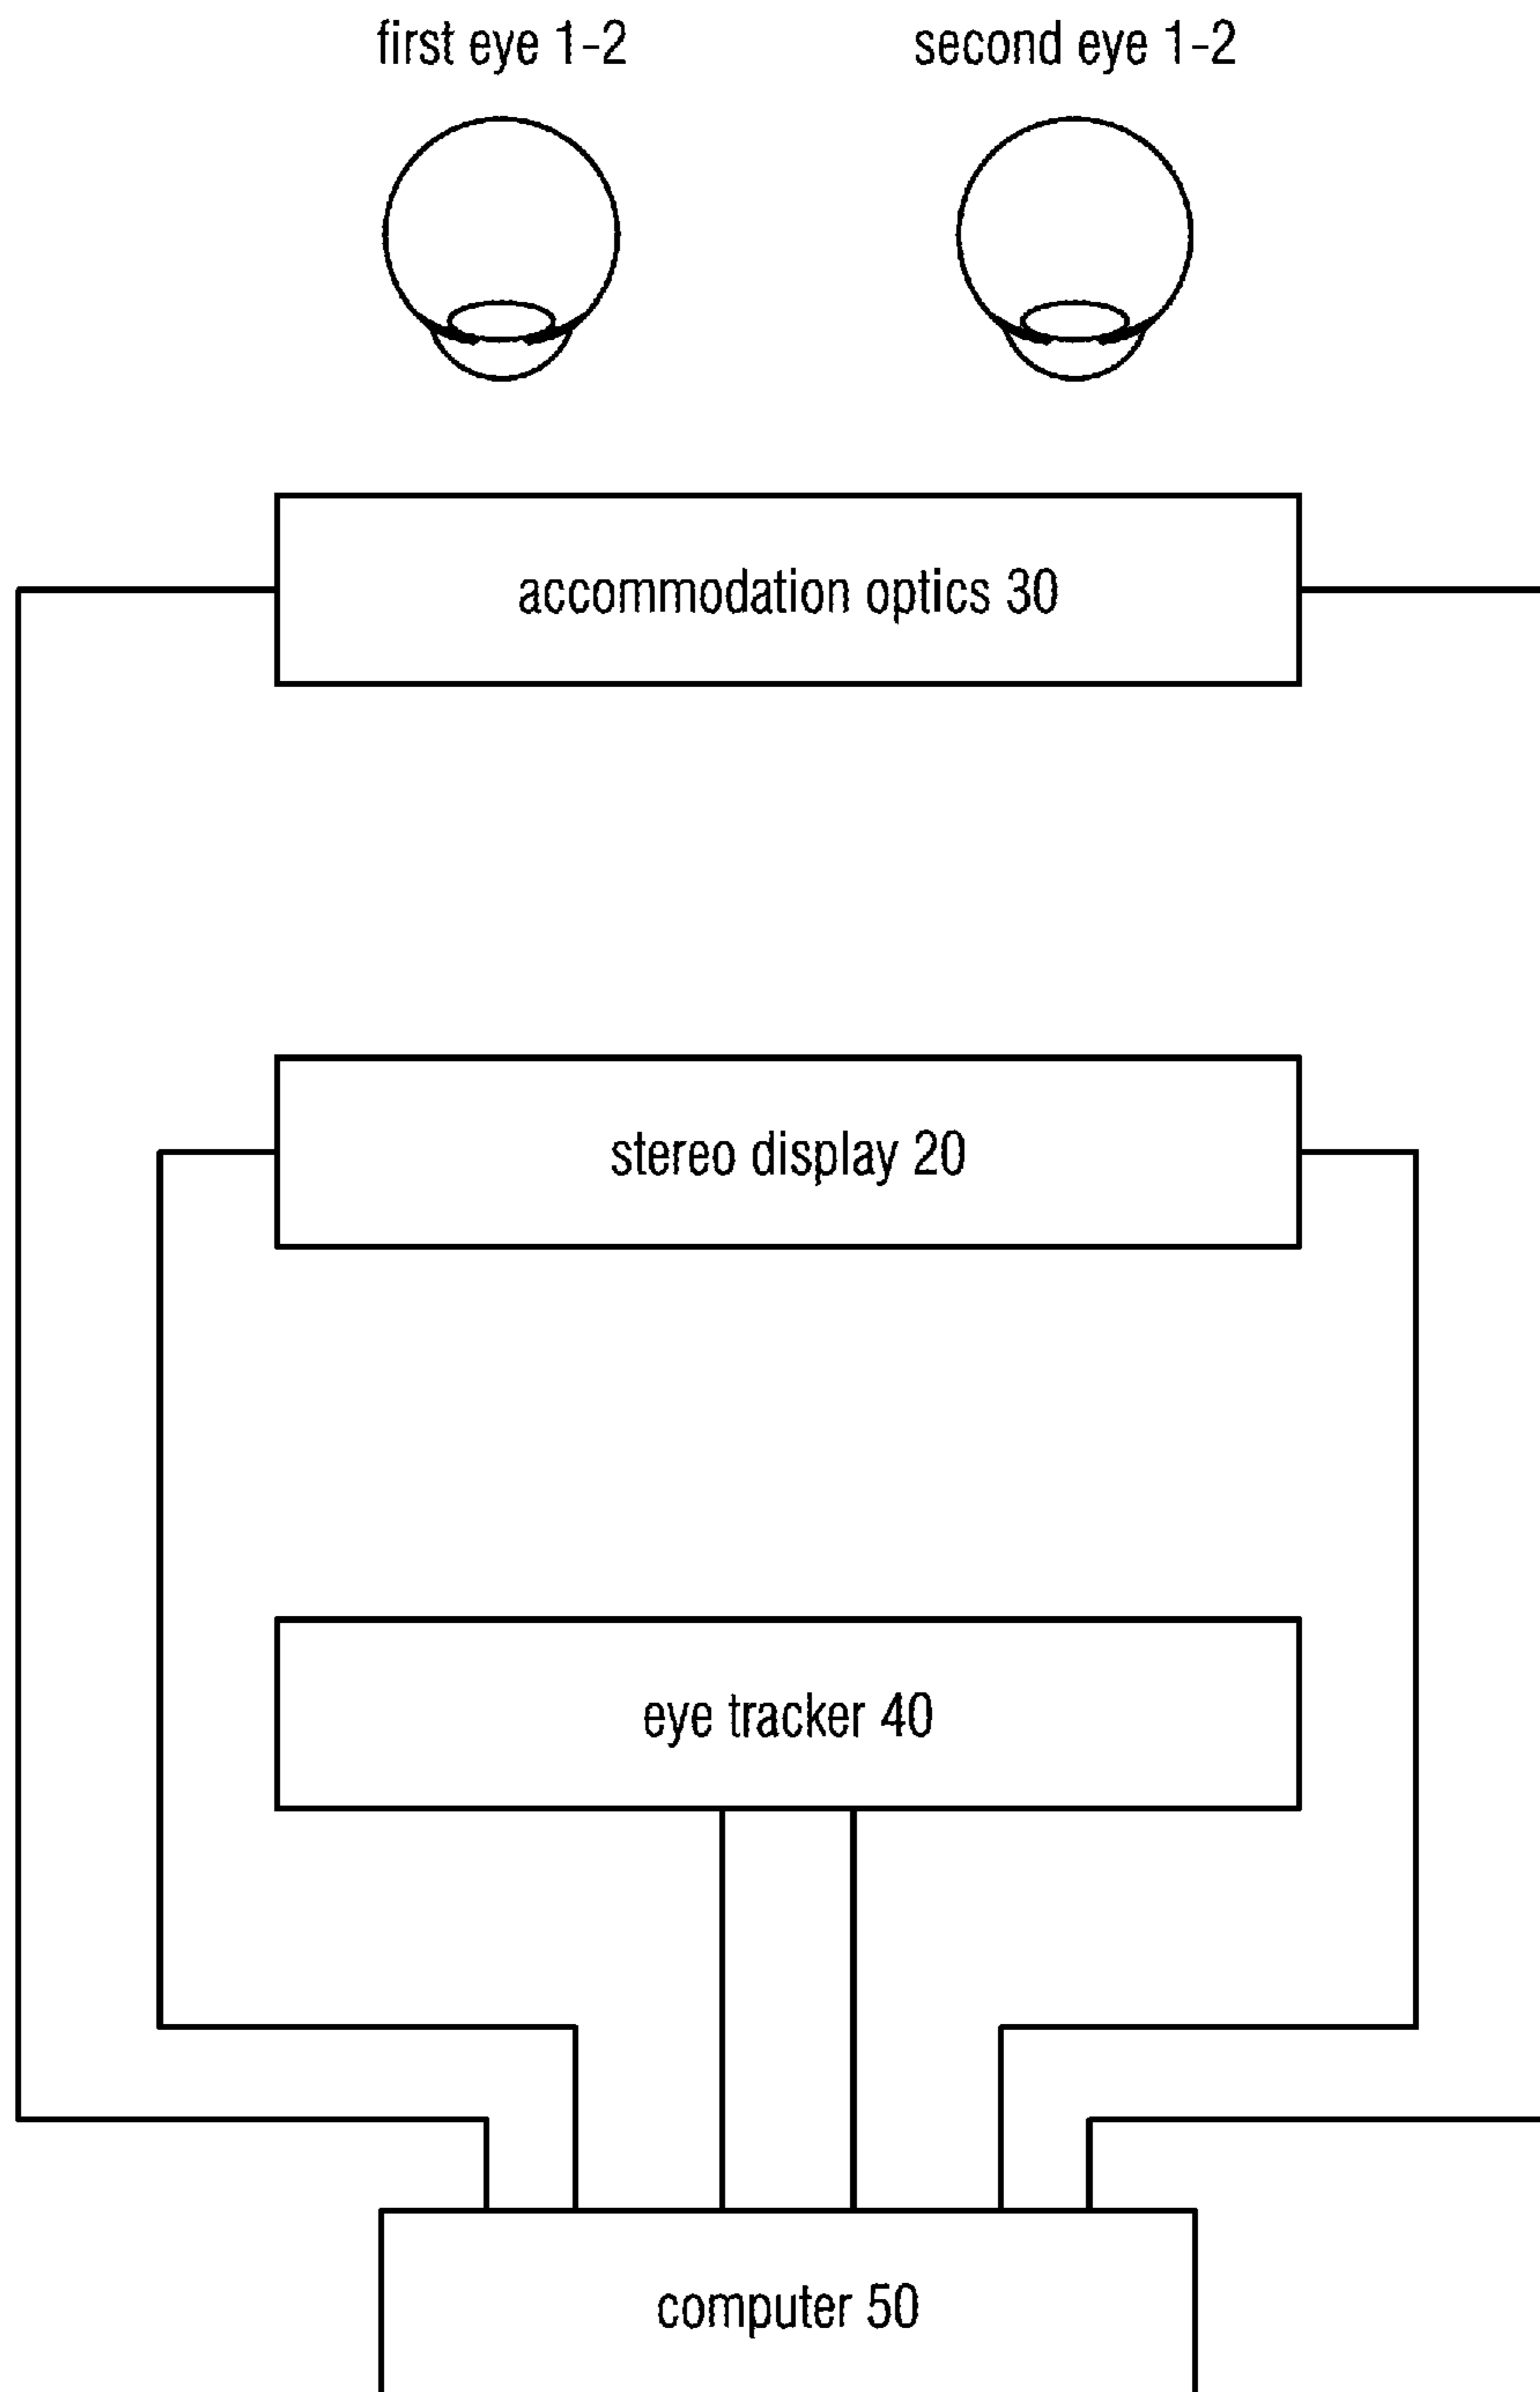 first eye 1-2 second eye 1-2
accommodation optics 30
stereo display 20
eye tracker 40
computer 50